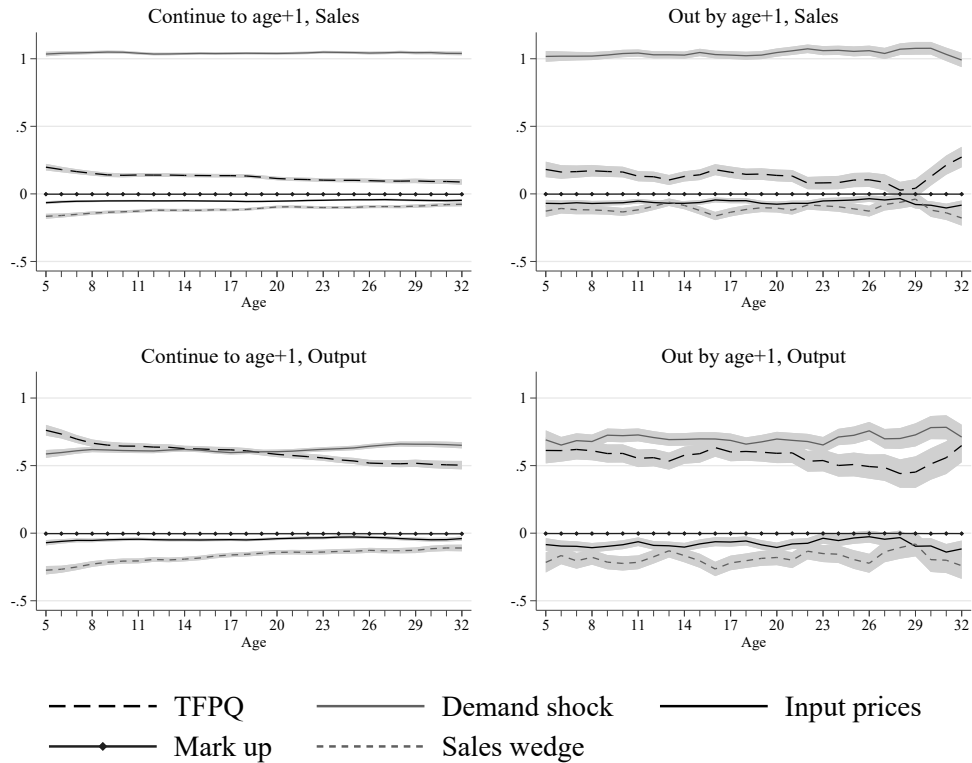 Continue to age+1, Sales
1
.5
0
-.5
5 8 11 14 17 20 23 26 29 32
Age
Out by age+1, Sales
1
.5
0
-.5
5 8 11 14 17 20 23 26 29 32
Age
Continue to age+1, Output
1
.5
0
-.5
5 8 11 14 17 20 23 26 29 32
Age
Out by age+1, Output
1
.5
0
-.5
5 8 11 14 17 20 23 26 29 32
Age
TFPQ Demand shock Input prices
Mark up Sales wedge